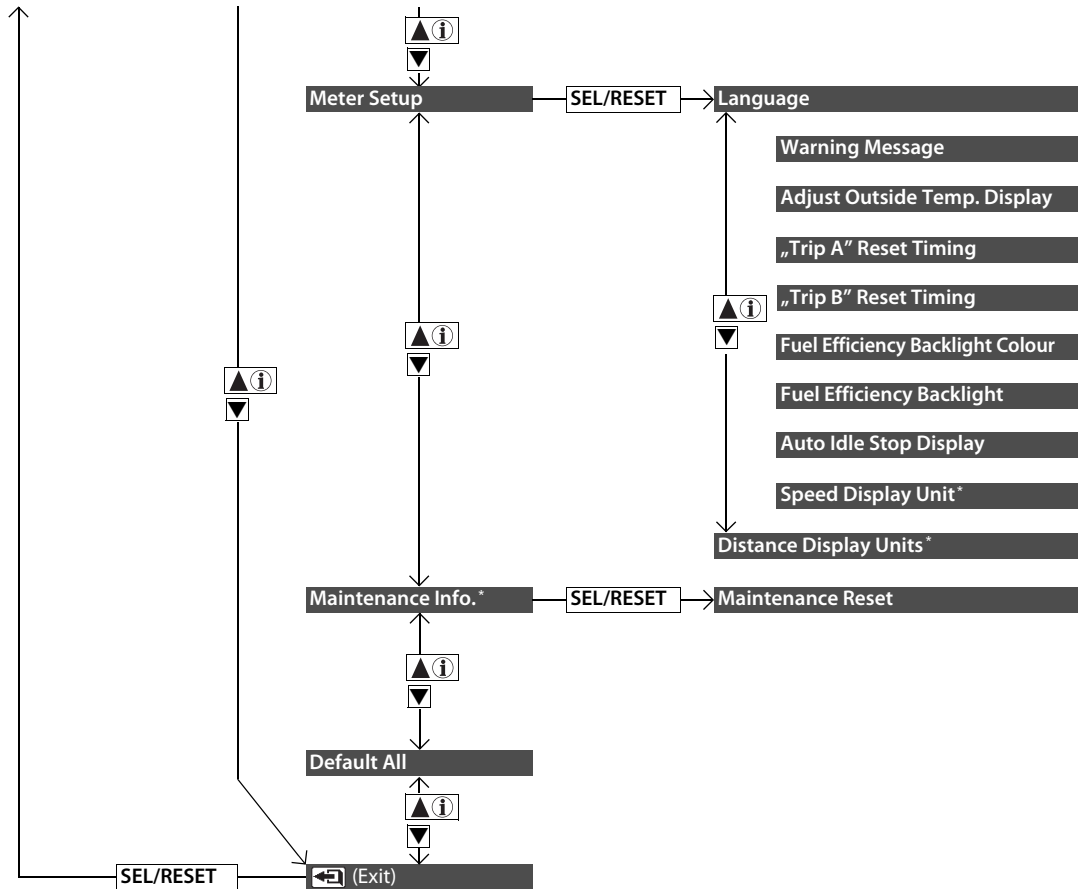 ▲ⓘ
▼
Meter Setup SEL/RESET Language
Warning Message
Adjust Outside Temp. Display
„Trip A” Reset Timing
„Trip B” Reset Timing
▲ⓘ
▼
▲ⓘ
▼
Fuel Efficiency Backlight Colour
▲ⓘ
▼
Fuel Efficiency Backlight
Auto Idle Stop Display
Speed Display Unit*
Distance Display Units*
Maintenance Info.* SEL/RESET Maintenance Reset
▲ⓘ
▼
Default All
▲ⓘ
▼
SEL/RESET (Exit)